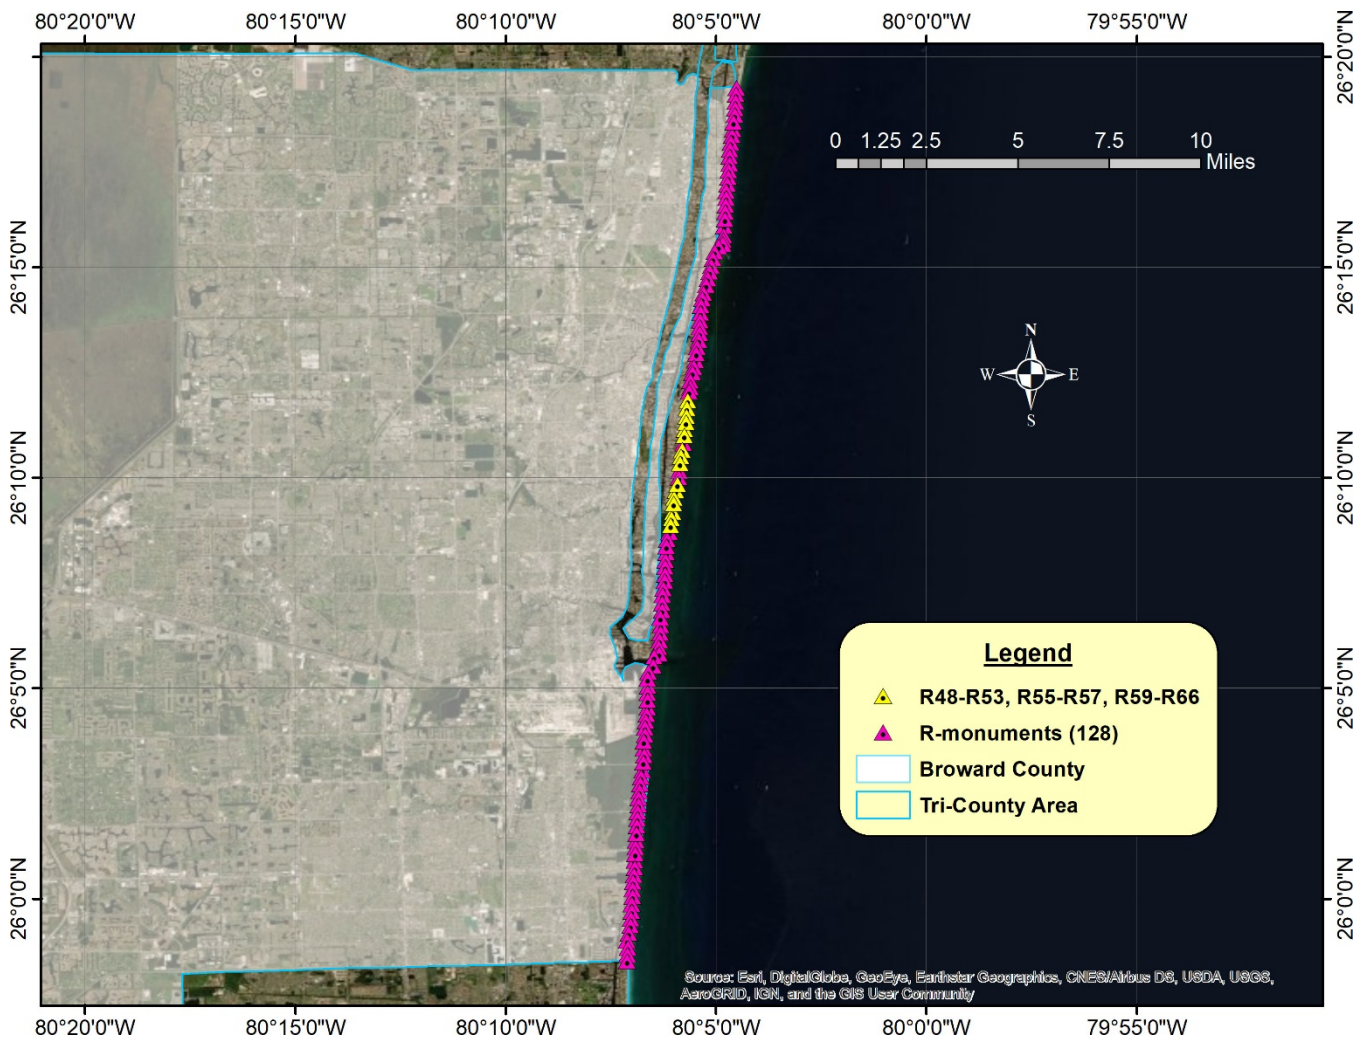 80°20'0"W 80°15'0"W 80°10'0"W 80°5'0"W 80°0'0"W 79°55'0"W
26°20'0"N 26°20'0"N
0 1.25 2.5 5 7.5 10
Miles
26°15'0"N 26°15'0"N
N
W E
S
26°10'0"N 26°10'0"N
Legend
26°5'0"N 26°5'0"N
R48-R53, R55-R57, R59-R66
R-monuments (128)
Broward County
Tri-County Area
26°0'0"N 26°0'0"N
Source: Esri, DigitalGlobe, GeoEye, Earthstar Geographics, CNES/Airbus DS, USDA, USGS,
AeroGRID, IGN, and the GIS User Community
80°20'0"W 80°15'0"W 80°10'0"W 80°5'0"W 80°0'0"W 79°55'0"W